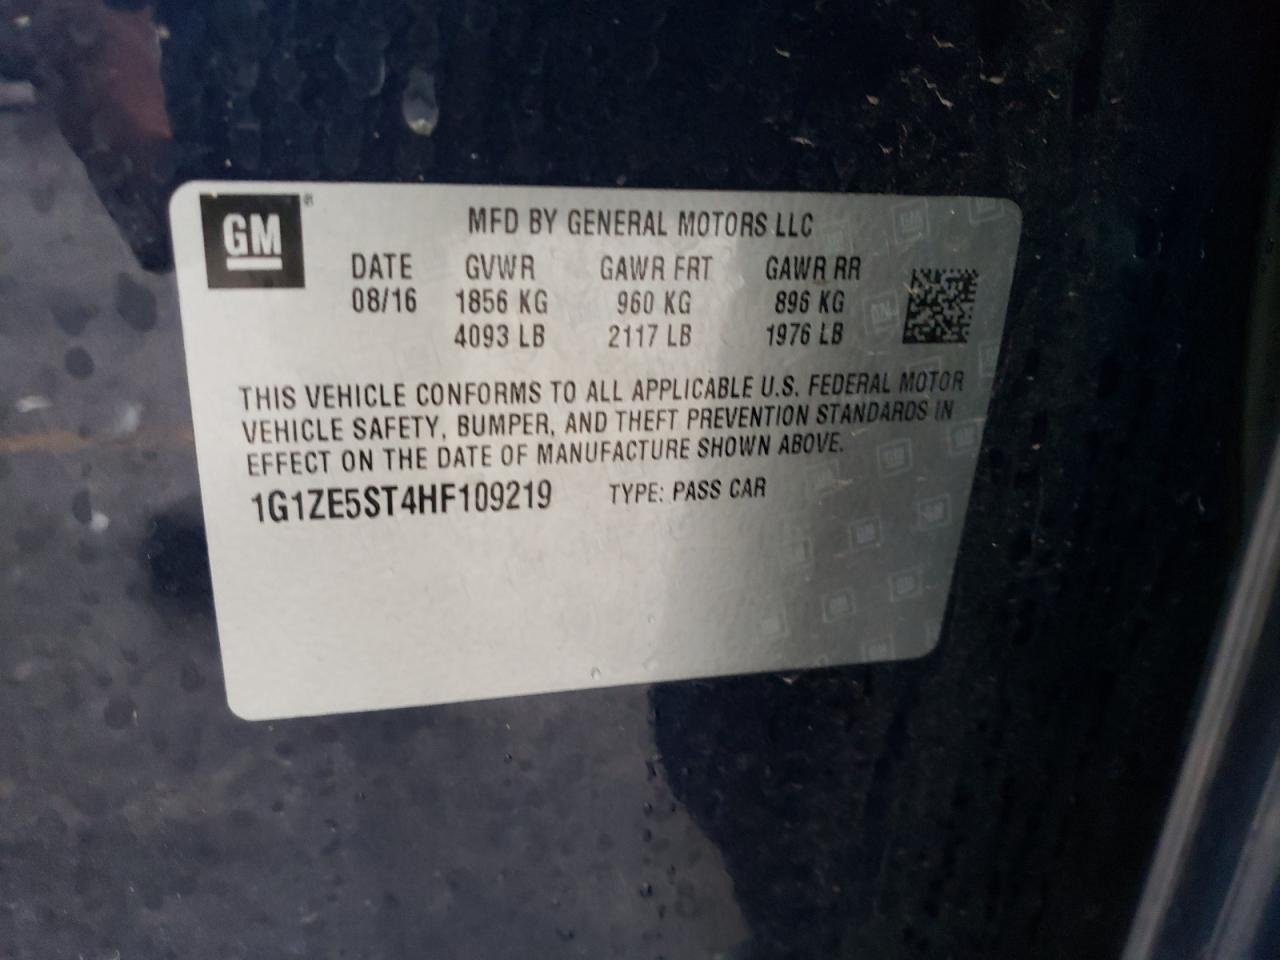 GM®
MFD BY GENERAL MOTORS LLC
DATE GVWR GAWR FRT GAWR RR
08/16 1856 KG 960 KG 896 KG
4093 LB 2117 LB 1976 LB
THIS VEHICLE CONFORMS TO ALL APPLICABLE U.S. FEDERAL MOTOR
VEHICLE SAFETY, BUMPER, AND THEFT PREVENTION STANDARDS IN
EFFECT ON THE DATE OF MANUFACTURE SHOWN ABOVE.
1G1ZE5ST4HF109219 TYPE: PASS CAR